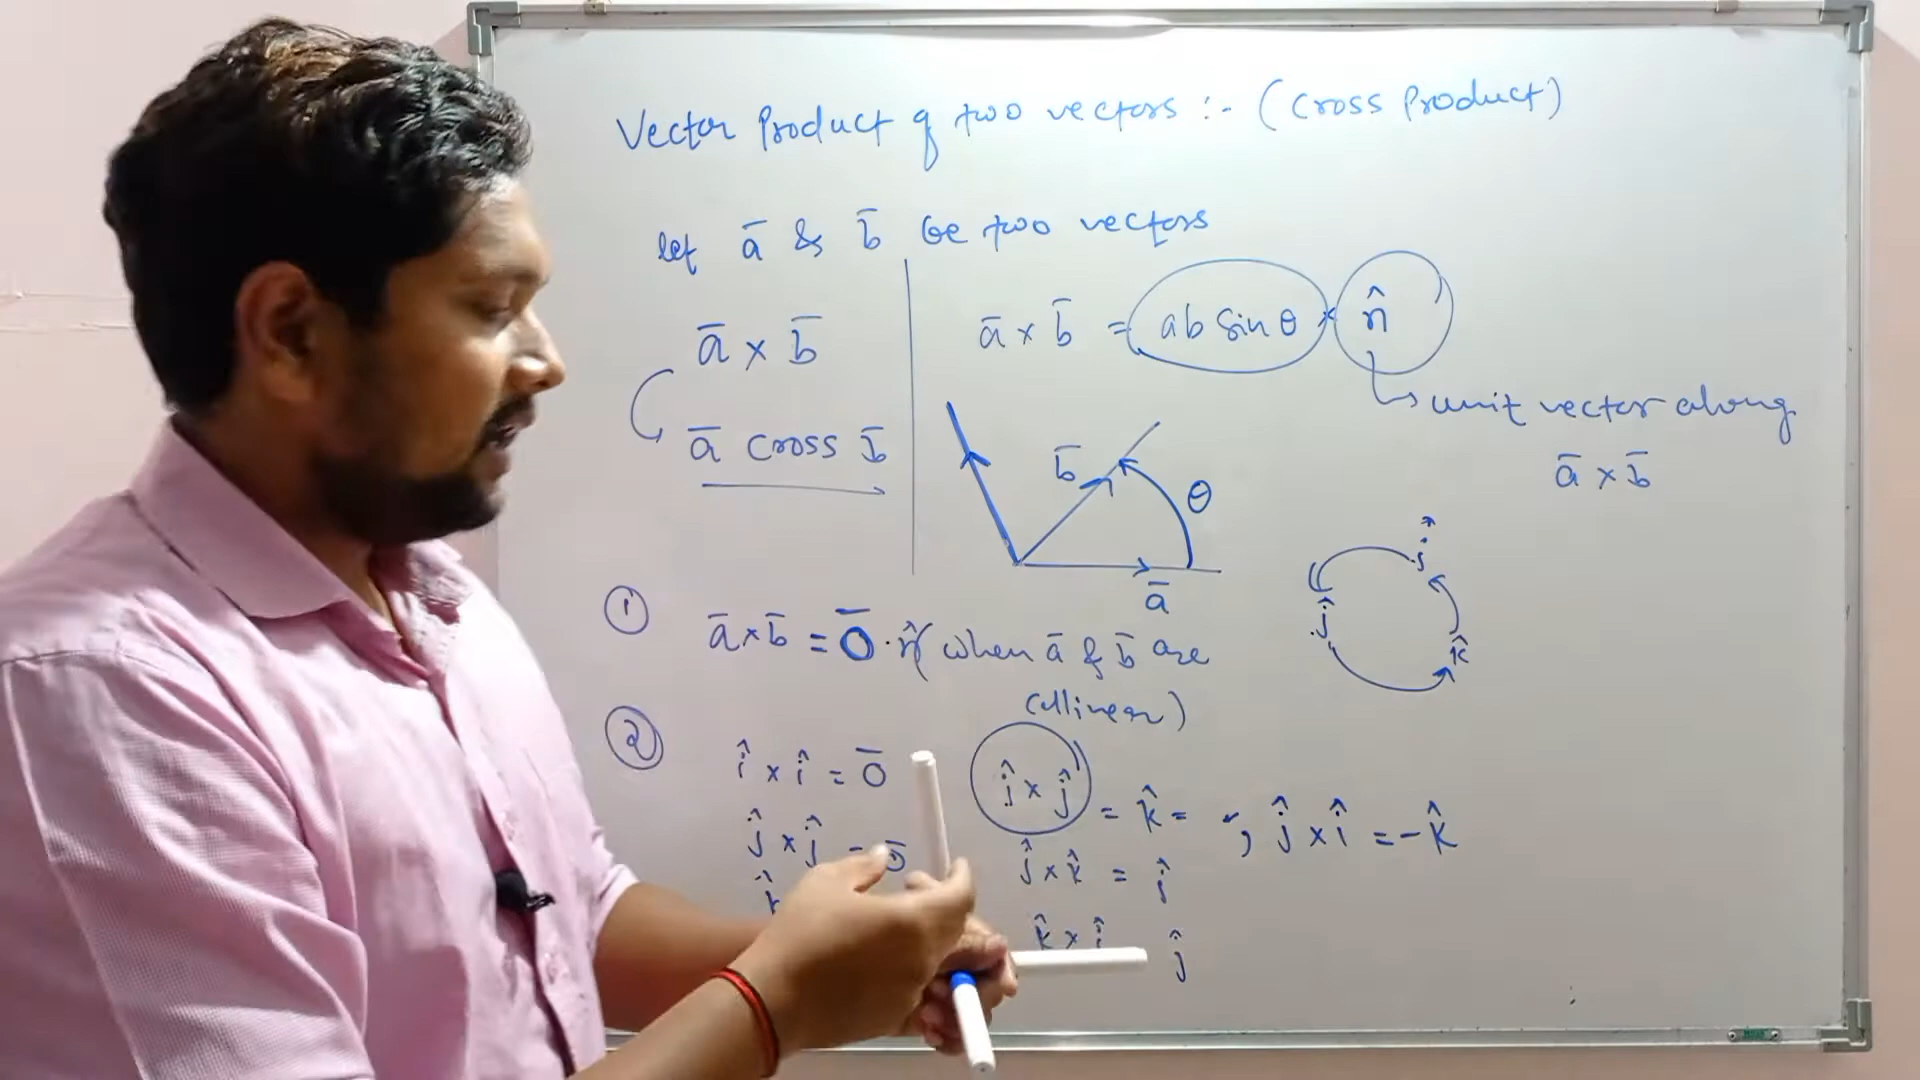 Vector Product of two vectors :- (Cross Product)
let a̅ & b̅ be two vectors
a̅ × b̅
a̅ cross b̅
a̅ × b̅ = ab Sin θ × n̂
unit vector along
a̅ × b̅
b̅
θ
a̅
ĵ
k̂
① a̅ × b̅ = 0̅ · n̂ (when a̅ & b̅ are
Collinear)
② î × î = 0̅
ĵ × ĵ = 0̅
× ĵ = k̂ = , ĵ × î = -k̂
ĵ × k̂ = î
k̂ × î ĵ